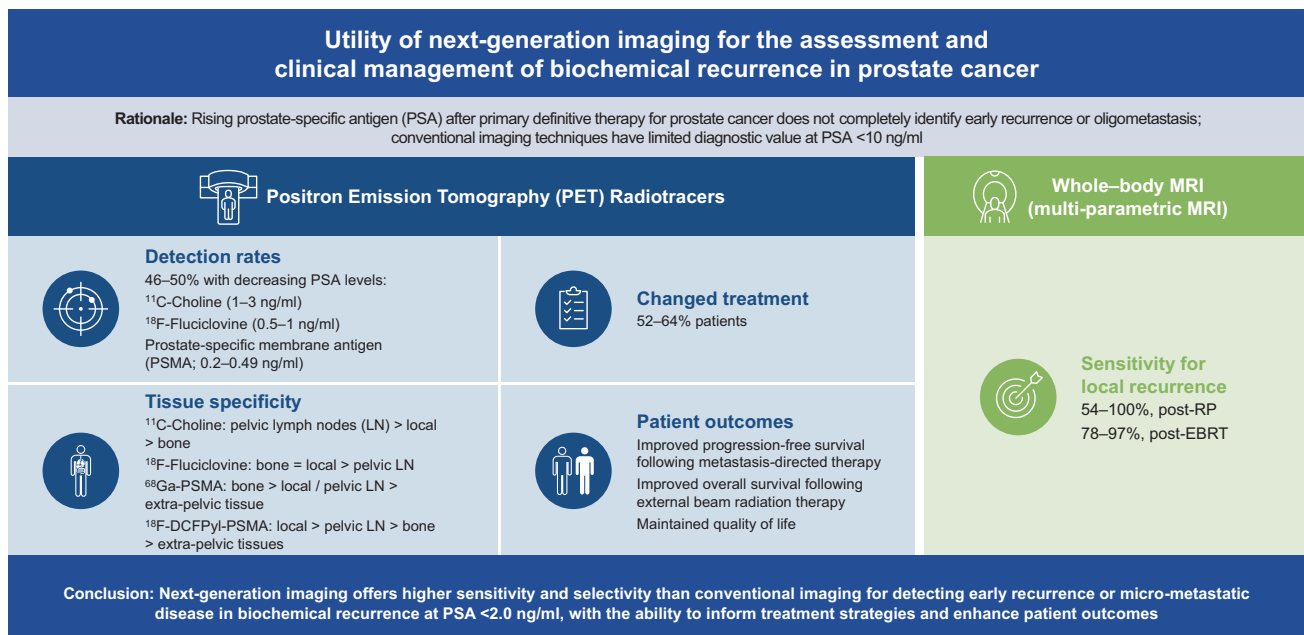 Utility of next-generation imaging for the assessment and
clinical management of biochemical recurrence in prostate cancer
Rationale: Rising prostate-specific antigen (PSA) after primary definitive therapy for prostate cancer does not completely identify early recurrence or oligometastasis;
conventional imaging techniques have limited diagnostic value at PSA <10 ng/ml
Positron Emission Tomography (PET) Radiotracers
Detection rates
46–50% with decreasing PSA levels:
¹¹C-Choline (1–3 ng/ml)
¹⁸F-Fluciclovine (0.5–1 ng/ml)
Prostate-specific membrane antigen
(PSMA; 0.2–0.49 ng/ml)
Changed treatment
52–64% patients
Tissue specificity
¹¹C-Choline: pelvic lymph nodes (LN) > local
> bone
¹⁸F-Fluciclovine: bone = local > pelvic LN
⁶⁸Ga-PSMA: bone > local / pelvic LN >
extra-pelvic tissue
¹⁸F-DCFPyl-PSMA: local > pelvic LN > bone
> extra-pelvic tissues
Patient outcomes
Improved progression-free survival
following metastasis-directed therapy
Improved overall survival following
external beam radiation therapy
Maintained quality of life
Whole–body MRI
(multi-parametric MRI)
Sensitivity for
local recurrence
54–100%, post-RP
78–97%, post-EBRT
Conclusion: Next-generation imaging offers higher sensitivity and selectivity than conventional imaging for detecting early recurrence or micro-metastatic
disease in biochemical recurrence at PSA <2.0 ng/ml, with the ability to inform treatment strategies and enhance patient outcomes